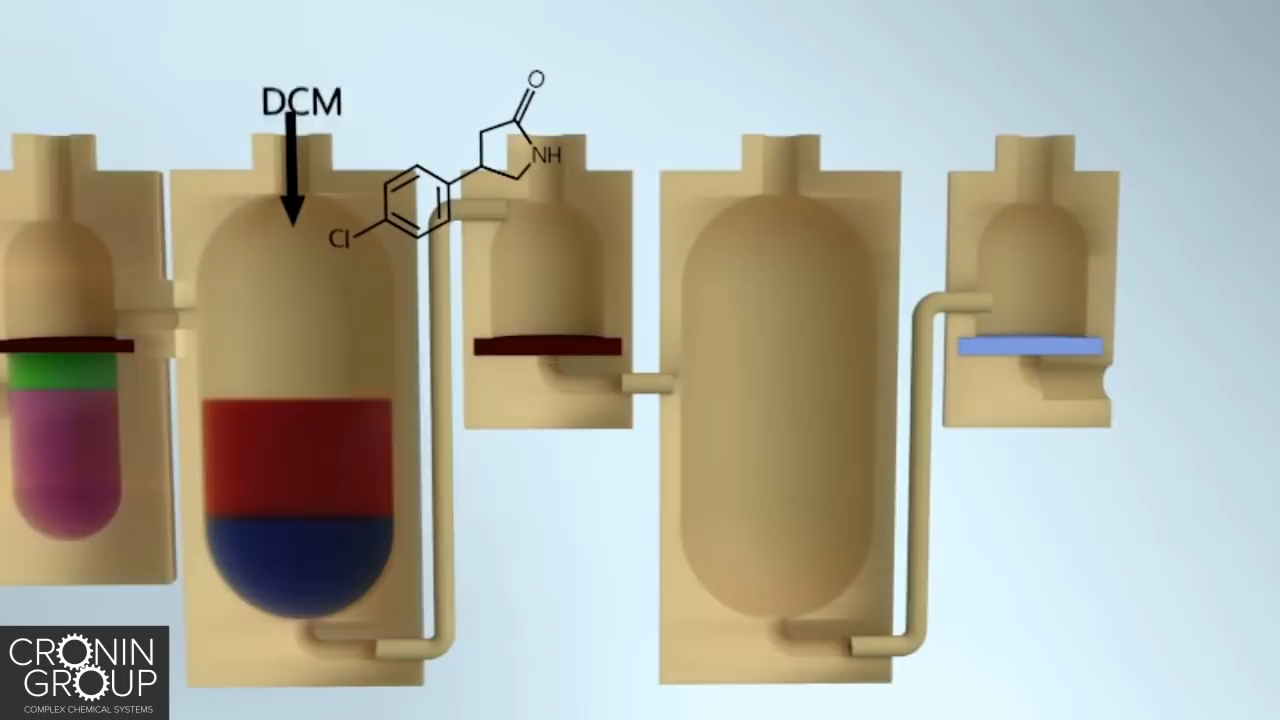 DCM
O
NH
Cl
CRONIN
GROUP
COMPLEX CHEMICAL SYSTEMS